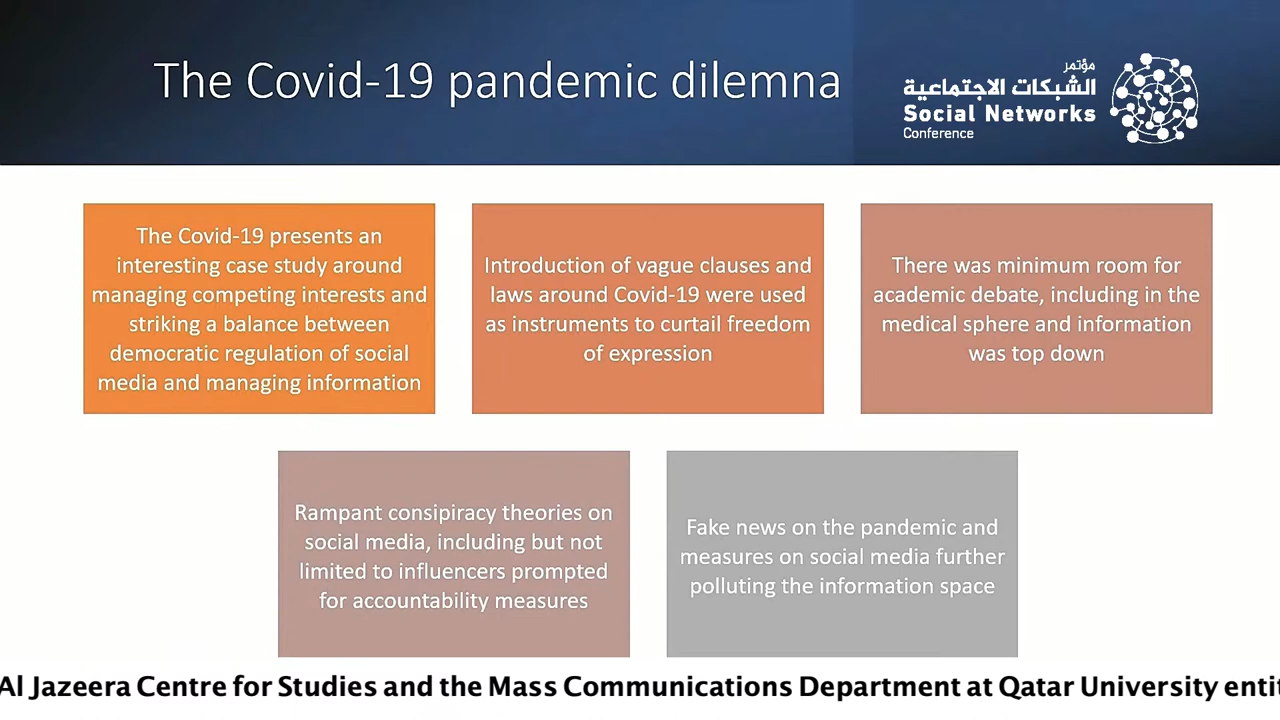 The Covid-19 pandemic dilemna
مؤتمر
الشبكات الاجتماعية
Social Networks
Conference
The Covid-19 presents an
interesting case study around
managing competing interests and
striking a balance between
democratic regulation of social
media and managing information
Introduction of vague clauses and
laws around Covid-19 were used
as instruments to curtail freedom
of expression
There was minimum room for
academic debate, including in the
medical sphere and information
was top down
Rampant consipiracy theories on
social media, including but not
limited to influencers prompted
for accountability measures
Fake news on the pandemic and
measures on social media further
polluting the information space
Al Jazeera Centre for Studies and the Mass Communications Department at Qatar University entit